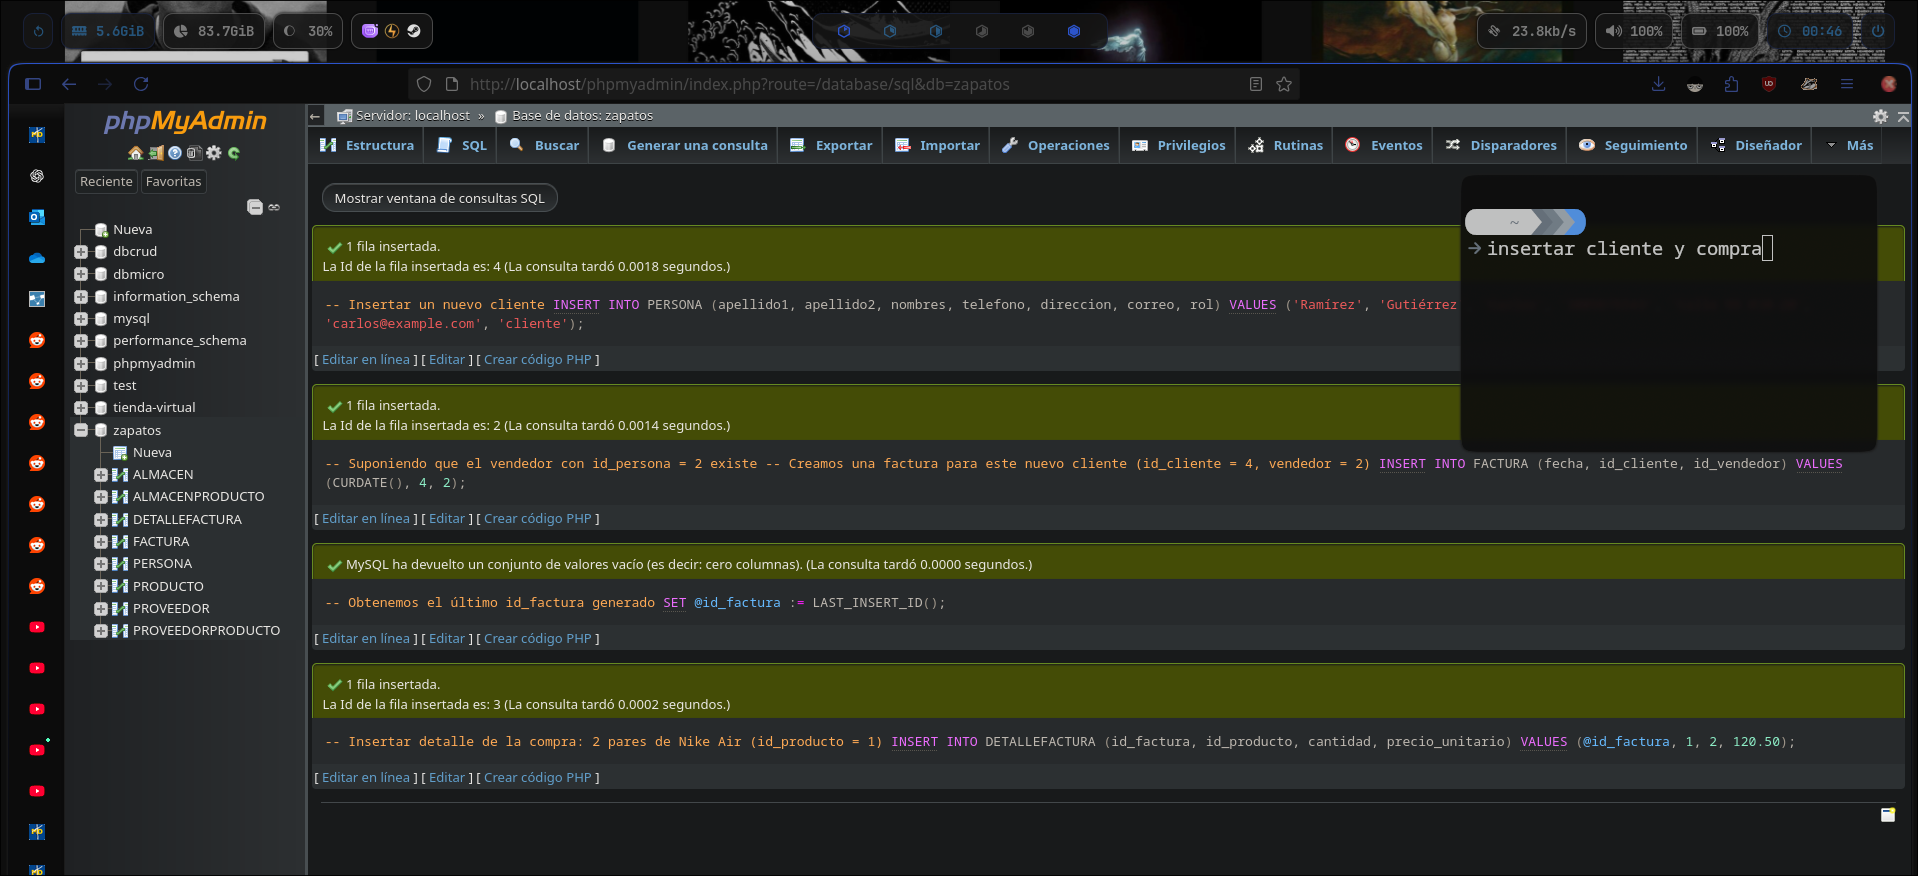 5.6GiB
83.7GiB
30%
23.8kb/s
100%
100%
00:46
http://localhost/phpmyadmin/index.php?route=/database/sql&db=zapatos
phpMyAdmin
Reciente
Favoritas
Nueva
dbcrud
dbmicro
information_schema
mysql
performance_schema
phpmyadmin
test
tienda-virtual
zapatos
Nueva
ALMACEN
ALMACENPRODUCTO
DETALLEFACTURA
FACTURA
PERSONA
PRODUCTO
PROVEEDOR
PROVEEDORPRODUCTO
Servidor: localhost » Base de datos: zapatos
Estructura SQL Buscar Generar una consulta Exportar Importar Operaciones Privilegios Rutinas Eventos Disparadores Seguimiento Diseñador Más
Mostrar ventana de consultas SQL
~
insertar cliente y compra
1 fila insertada.
La Id de la fila insertada es: 4 (La consulta tardó 0.0018 segundos.)
-- Insertar un nuevo cliente INSERT INTO PERSONA (apellido1, apellido2, nombres, telefono, direccion, correo, rol) VALUES ('Ramírez', 'Gutiérrez
'carlos@example.com', 'cliente');
[ Editar en línea ] [ Editar ] [ Crear código PHP ]
1 fila insertada.
La Id de la fila insertada es: 2 (La consulta tardó 0.0014 segundos.)
-- Suponiendo que el vendedor con id_persona = 2 existe -- Creamos una factura para este nuevo cliente (id_cliente = 4, vendedor = 2) INSERT INTO FACTURA (fecha, id_cliente, id_vendedor) VALUES
(CURDATE(), 4, 2);
[ Editar en línea ] [ Editar ] [ Crear código PHP ]
MySQL ha devuelto un conjunto de valores vacío (es decir: cero columnas). (La consulta tardó 0.0000 segundos.)
-- Obtenemos el último id_factura generado SET @id_factura := LAST_INSERT_ID();
[ Editar en línea ] [ Editar ] [ Crear código PHP ]
1 fila insertada.
La Id de la fila insertada es: 3 (La consulta tardó 0.0002 segundos.)
-- Insertar detalle de la compra: 2 pares de Nike Air (id_producto = 1) INSERT INTO DETALLEFACTURA (id_factura, id_producto, cantidad, precio_unitario) VALUES (@id_factura, 1, 2, 120.50);
[ Editar en línea ] [ Editar ] [ Crear código PHP ]